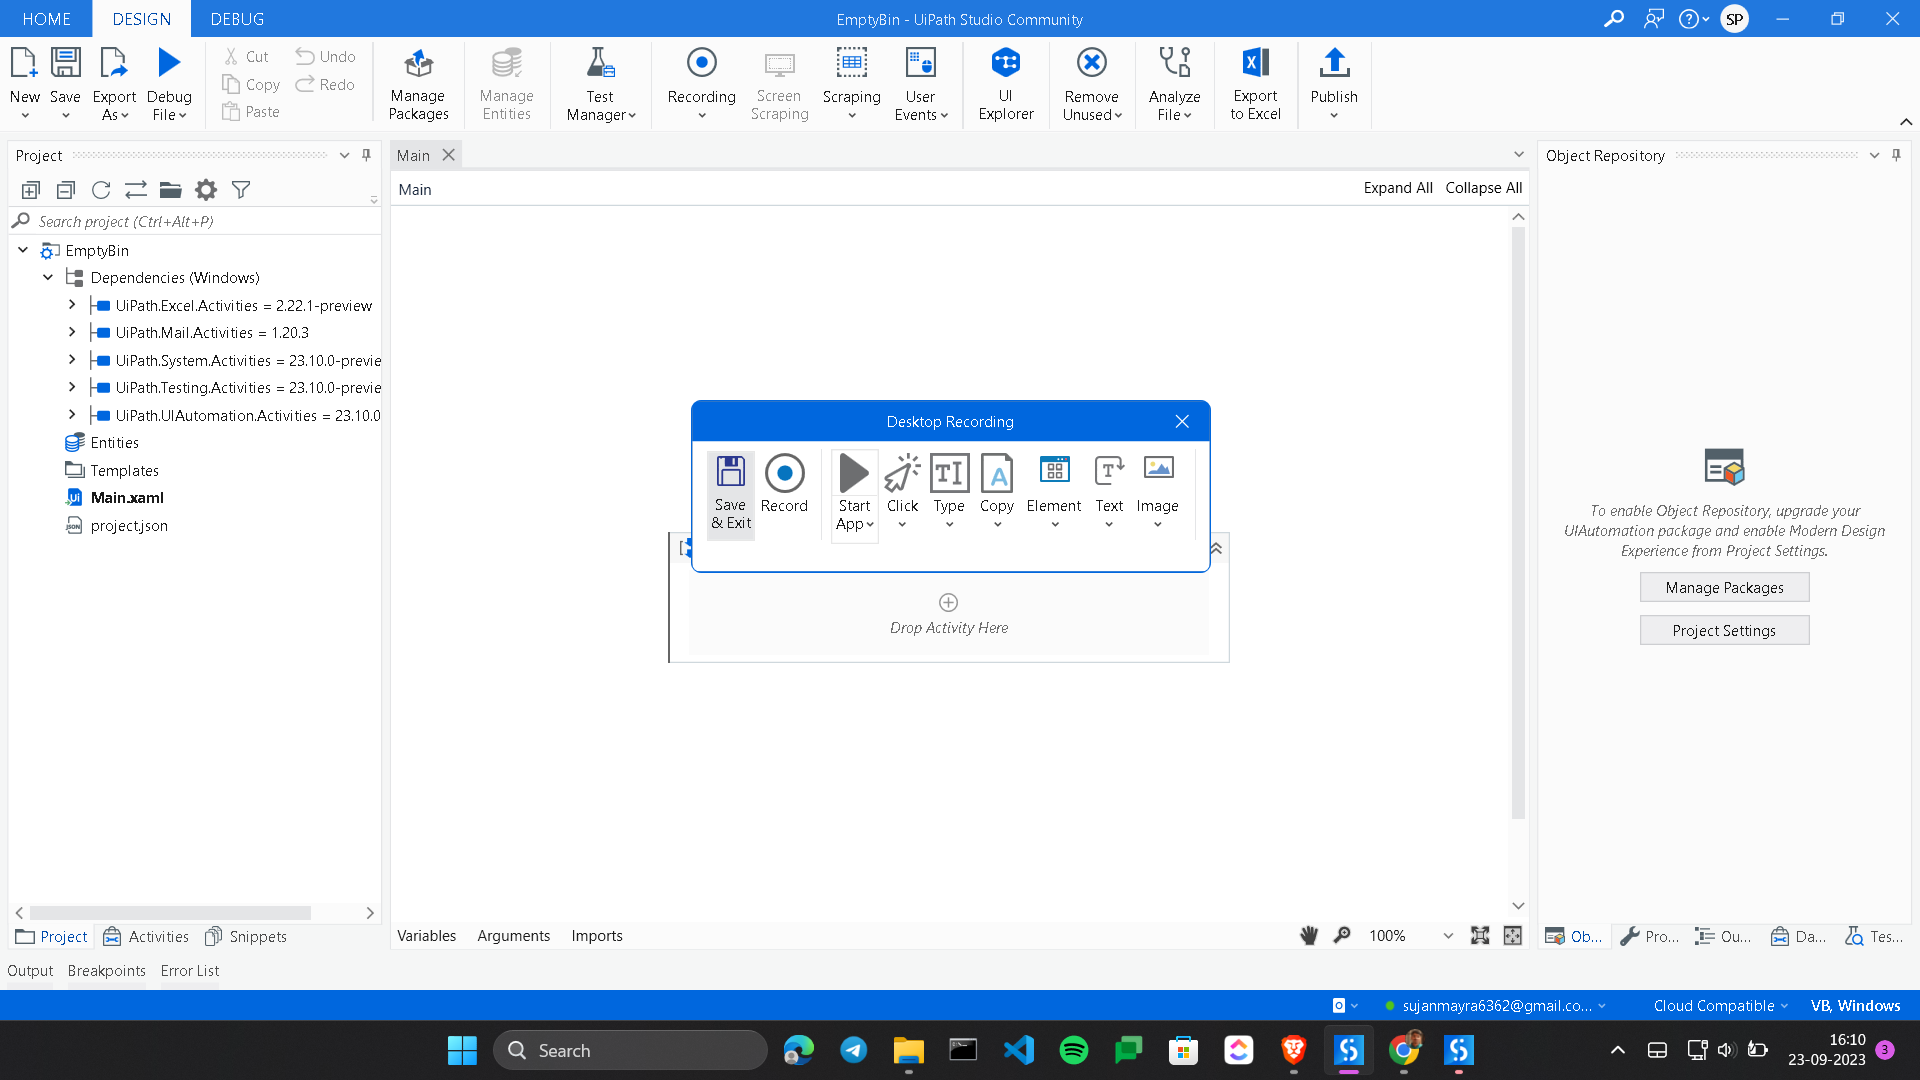 HOME DESIGN DEBUG EmptyBin - UiPath Studio Community SP
New Save Export As Debug File
Cut Undo
Copy Redo
Paste
Manage Packages
Manage Entities
Test Manager
Recording
Screen Scraping
Scraping
User Events
UI Explorer
Remove Unused
Analyze File
Export to Excel
Publish
Project
Search project (Ctrl+Alt+P)
EmptyBin
Dependencies (Windows)
UiPath.Excel.Activities = 2.22.1-preview
UiPath.Mail.Activities = 1.20.3
UiPath.System.Activities = 23.10.0-previe
UiPath.Testing.Activities = 23.10.0-previe
UiPath.UIAutomation.Activities = 23.10.0
Entities
Templates
Main.xaml
project.json
Project Activities Snippets
Main
Main Expand All Collapse All
Desktop Recording
Save & Exit
Record
Start App
Click
Type
Copy
Element
Text
Image
Drop Activity Here
Variables Arguments Imports 100%
Object Repository
To enable Object Repository, upgrade your
UIAutomation package and enable Modern Design
Experience from Project Settings.
Manage Packages
Project Settings
Ob... Pro... Ou... Da... Tes...
Output Breakpoints Error List
sujanmayra6362@gmail.co... Cloud Compatible VB, Windows
Search
16:10
23-09-2023
3